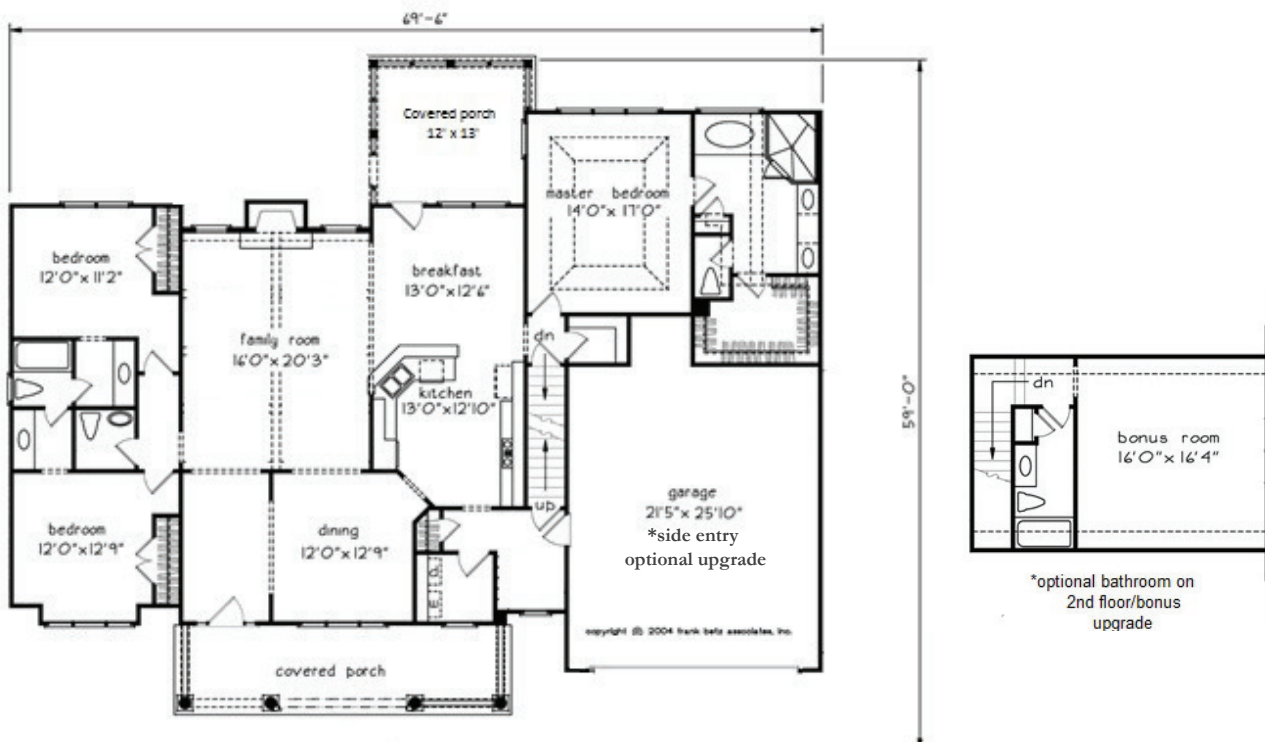 69'-6"
Covered porch
12' x 13'
master bedroom
14'0" x 17'0"
bedroom
12'0" x 11'2"
breakfast
13'0" x 12'6"
family room
16'0" x 20'3"
dn
kitchen
13'0" x 12'10"
59'-0"
dn
bonus room
16'0" x 16'4"
up
garage
21'5" x 25'10"
*side entry
optional upgrade
bedroom
12'0" x 12'9"
dining
12'0" x 12'9"
D.
*optional bathroom on
2nd floor/bonus
upgrade
copyright © 2004 frank betz associates, inc.
covered porch